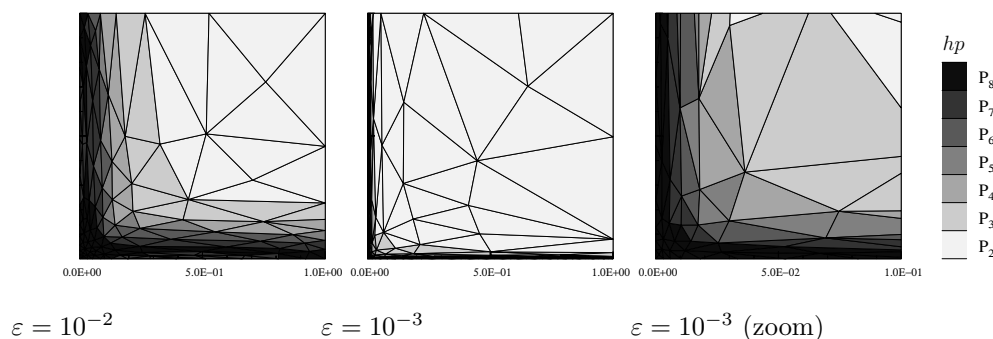 hp
P8
P7
P6
P5
P4
P3
P2
0.0E+00 5.0E−01 1.0E+00 0.0E+00 5.0E−01 1.0E+00 0.0E+00 5.0E−02 1.0E−01
ε = 10⁻² ε = 10⁻³ ε = 10⁻³ (zoom)